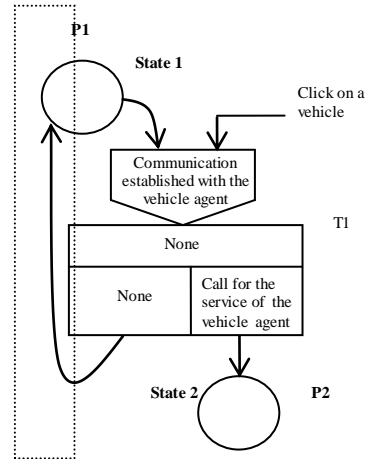 P1
State 1
Click on a
vehicle
Communication
established with the
vehicle agent
T1
None
None
Call for the
service of the
vehicle agent
State 2
P2